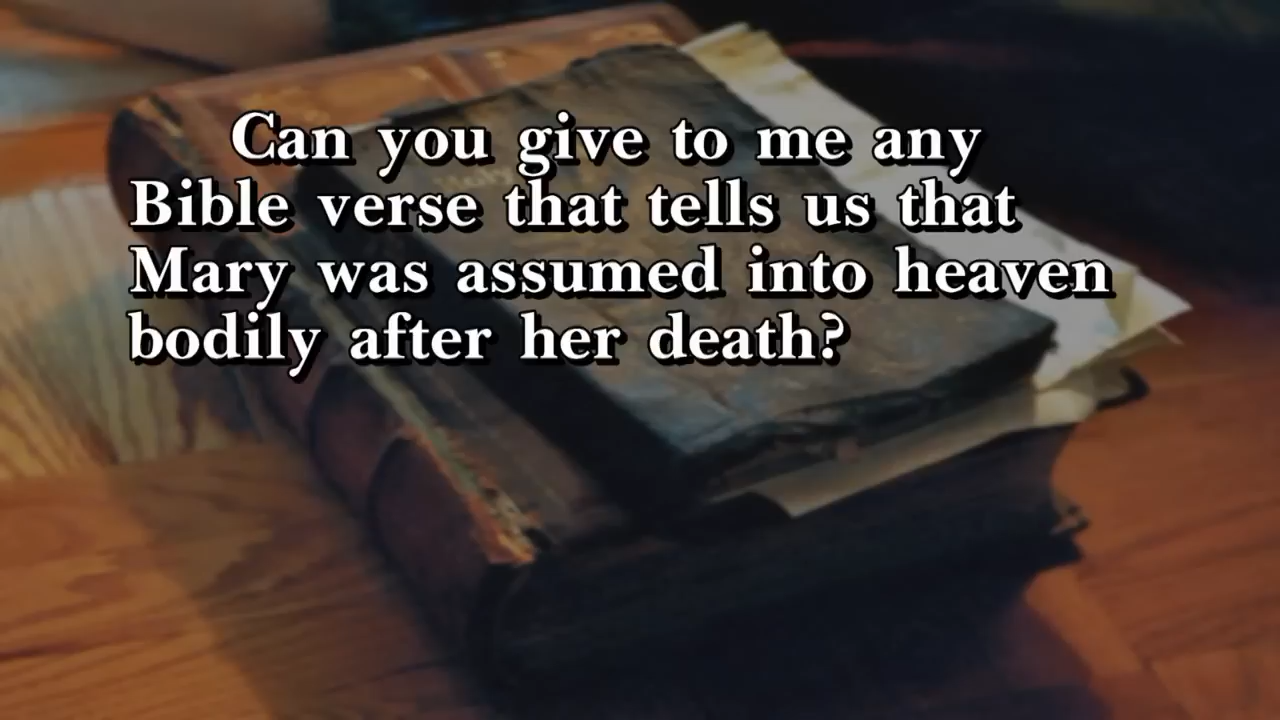 Can you give to me any
Bible verse that tells us that
Mary was assumed into heaven
bodily after her death?